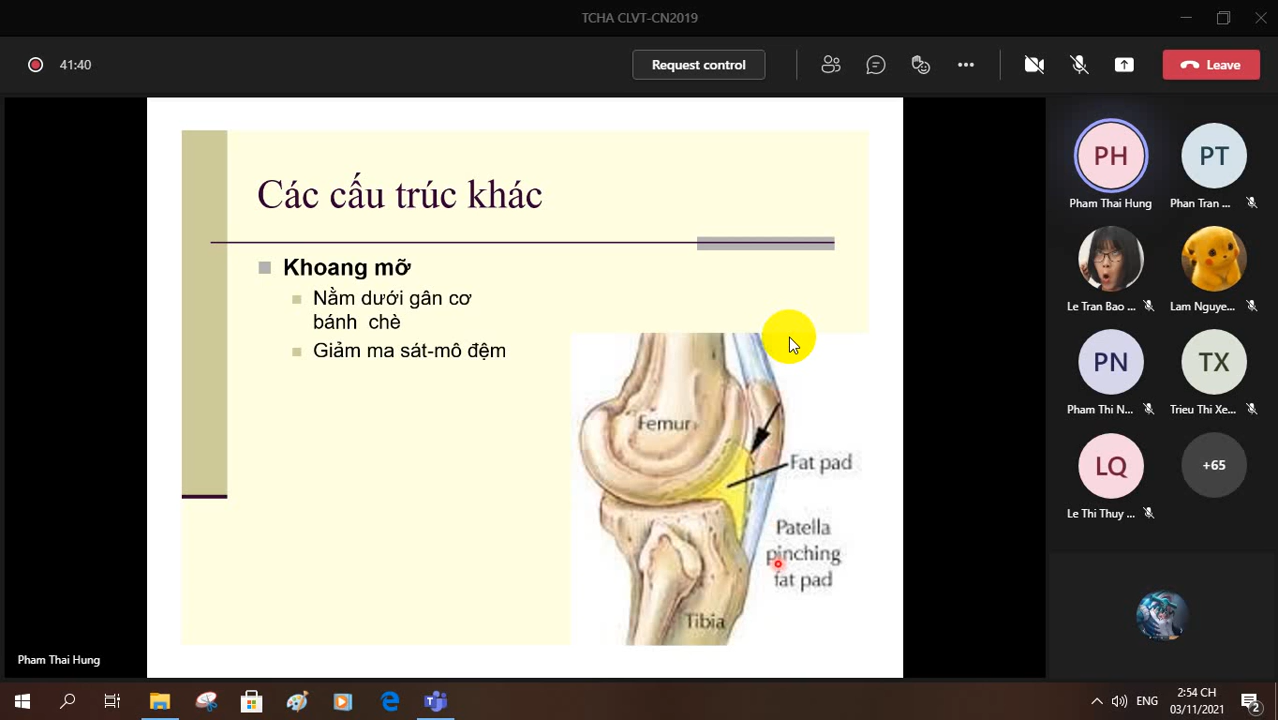 TCHA CLVT-CN2019
41:40
Request control
Leave
Các cấu trúc khác
Khoang mỡ
Nằm dưới gân cơ
bánh chè
Giảm ma sát-mô đệm
Femur
Fat pad
Patella
pinching
fat pad
Tibia
Pham Thai Hung
PH
PT
Pham Thai Hung
Phan Tran ...
Le Tran Bao ...
Lam Nguye...
PN
TX
Pham Thi N...
Trieu Thi Xe...
LQ
+65
Le Thi Thuy ...
ENG
2:54 CH
03/11/2021
2